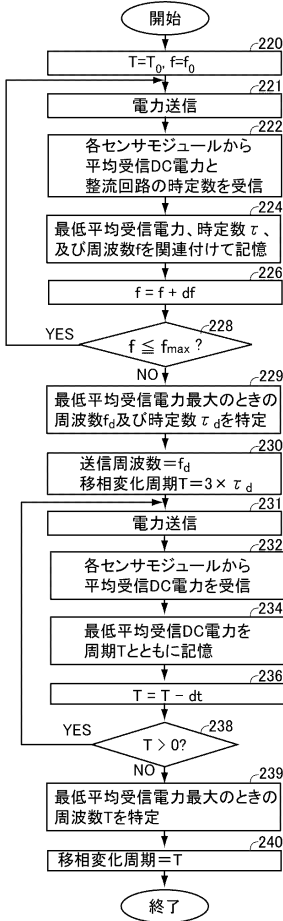 開始
220
T=T0, f=f0
221
電力送信
222
各センサモジュールから
平均受信DC電力と
整流回路の時定数を受信
224
最低平均受信電力、時定数τ、
及び周波数fを関連付けて記憶
226
f = f + df
228
YES
f ≦ fmax ?
NO
229
最低平均受信電力最大のときの
周波数fd及び時定数τdを特定
230
送信周波数=fd
移相変化周期T=3×τd
231
電力送信
232
各センサモジュールから
平均受信DC電力を受信
234
最低平均受信DC電力を
周期Tとともに記憶
236
T = T - dt
238
YES
T > 0?
NO
239
最低平均受信電力最大のときの
周波数Tを特定
240
移相変化周期=T
終了